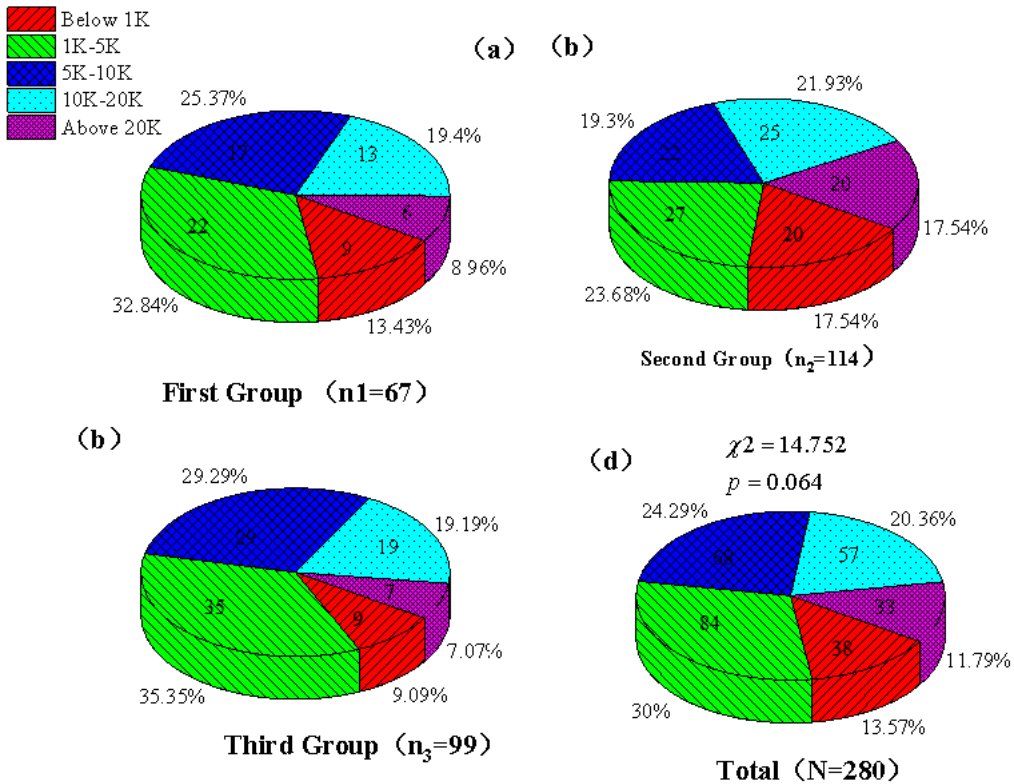 Below 1K
1K-5K
5K-10K
10K-20K
Above 20K
(a)
25.37%
19.4%
17
13
22
6
9
8.96%
32.84%
13.43%
First Group (n1=67)
(b)
21.93%
19.3%
25
22
20
27
20
17.54%
23.68%
17.54%
Second Group (n₂=114)
(b)
29.29%
19.19%
29
19
35
7
9
7.07%
35.35%
9.09%
Third Group (n₃=99)
(d)
χ2 = 14.752
p = 0.064
24.29%
20.36%
68
57
84
33
38
11.79%
30%
13.57%
Total (N=280)